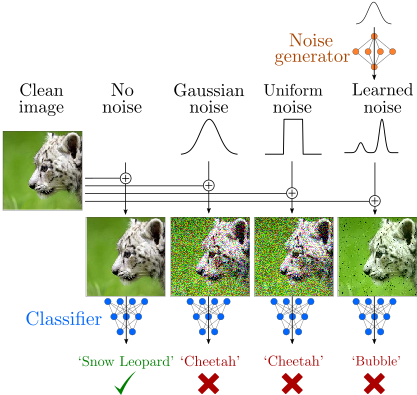 Noise
generator
Clean
image
No
noise
Gaussian
noise
Uniform
noise
Learned
noise
Classifier
‘Snow Leopard’ ‘Cheetah’ ‘Cheetah’ ‘Bubble’